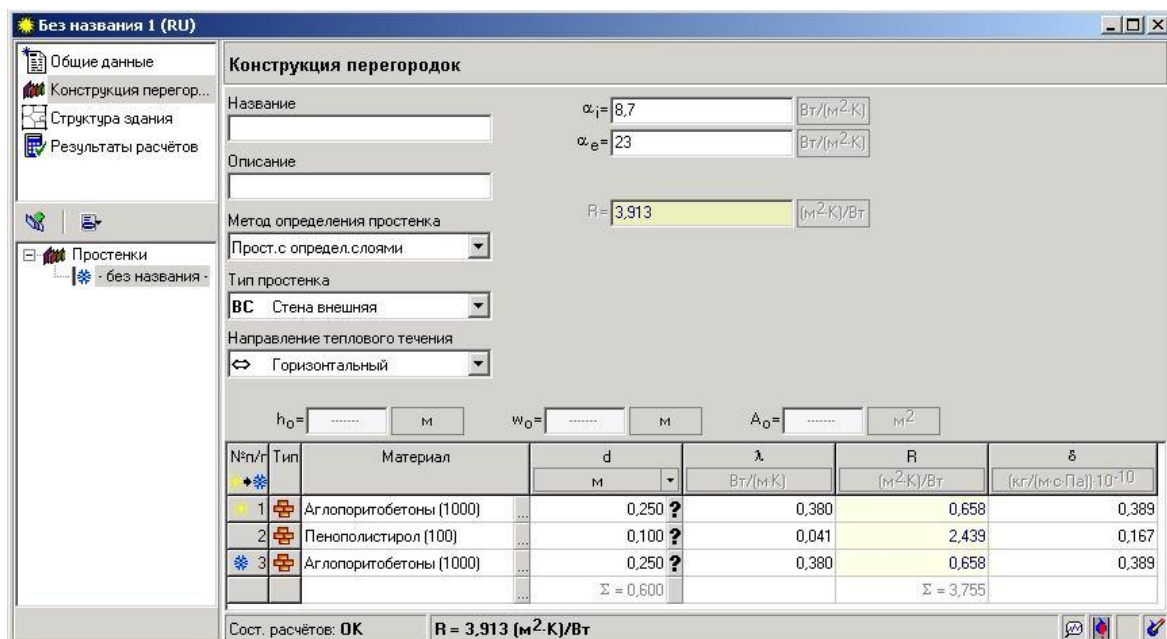 Без названия 1 (RU)
Общие данные
Конструкция перегор...
Структура здания
Результаты расчётов
Простенки
- без названия -
Конструкция перегородок
Название
αi= 8,7 Вт/(м2·К)
αe= 23 Вт/(м2·К)
Описание
R= 3,913 (м2·К)/Вт
Метод определения простенка
Прост.с определ.слоями
Тип простенка
ВС Стена внешняя
Направление теплового течения
⇔ Горизонтальный
ho= ------- м wo= ------- м Ao= ------- м2
№п/г Тип Материал d λ R δ
м Вт/(м·К) (м2·К)/Вт (кг/(м·с·Па))·10-10
1 Аглопоритобетоны (1000) ... 0,250 ? 0,380 0,658 0,389
2 Пенополистирол (100) ... 0,100 ? 0,041 2,439 0,167
3 Аглопоритобетоны (1000) ... 0,250 ? 0,380 0,658 0,389
... Σ = 0,600 Σ = 3,755
Сост. расчётов: OK R = 3,913 (м2·К)/Вт